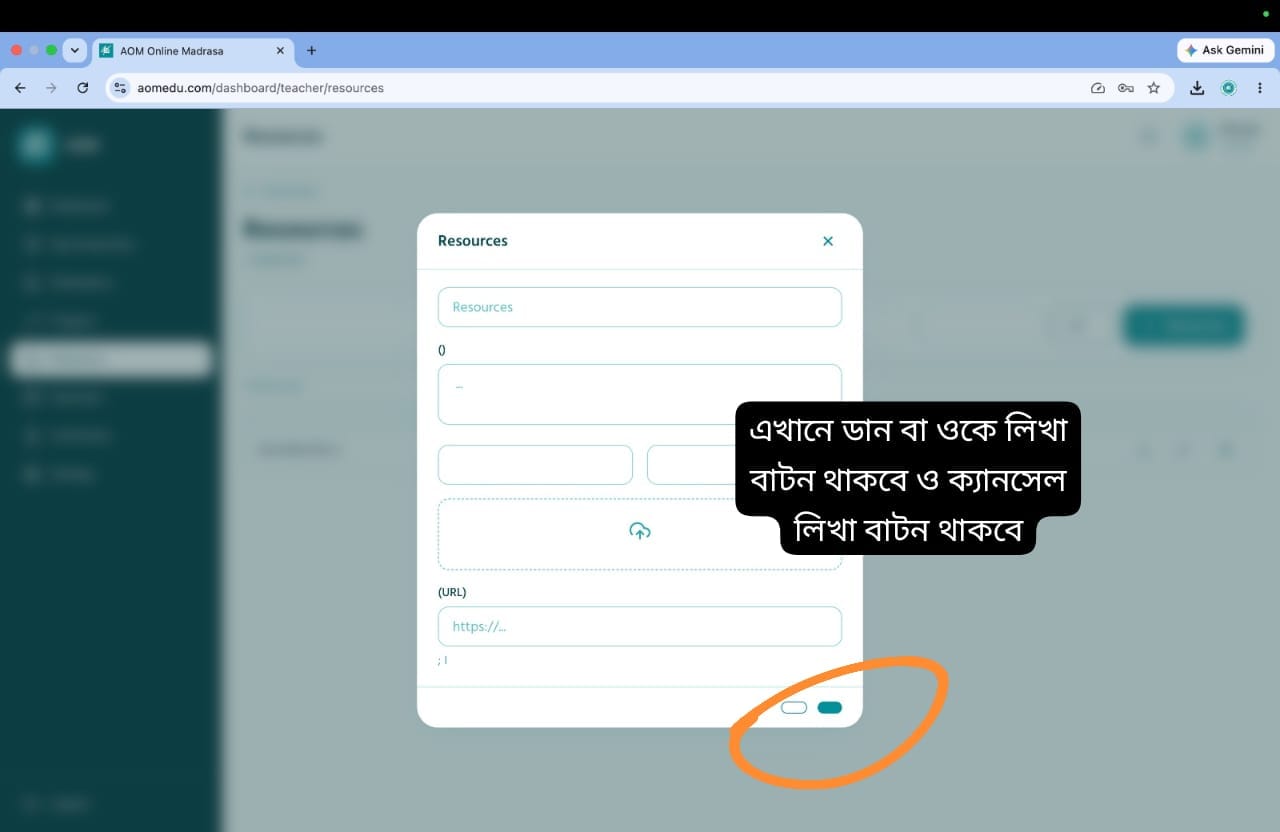 AOM Online Madrasa
Ask Gemini
aomedu.com/dashboard/teacher/resources
Resources
Resources
()
...
এখানে ডান বা ওকে লিখা
বাটন থাকবে ও ক্যানসেল
লিখা বাটন থাকবে
(URL)
https://...
; ।